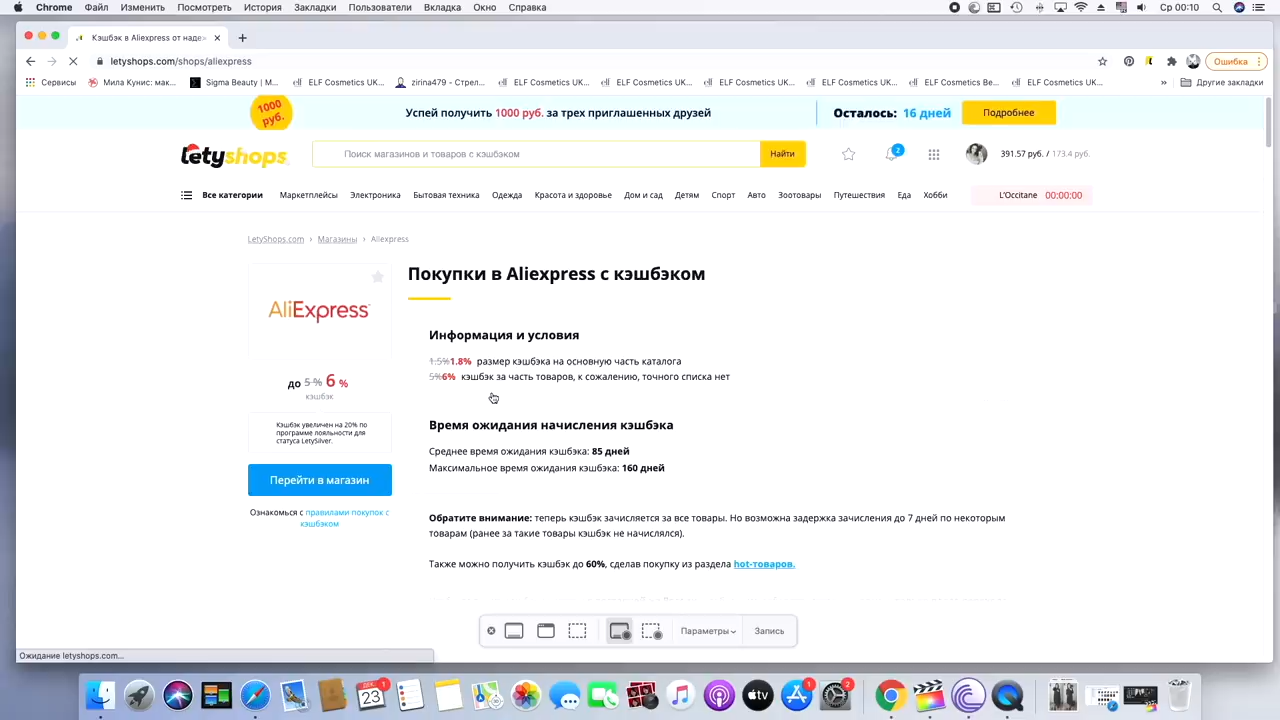 Chrome Файл Изменить Посмотреть История Закладки Пользователи Вкладка Окно Справка Ср 00:10
Кэшбэк в Aliexpress от наде
letyshops.com/shops/aliexpress Ошибка
Сервисы Мила Кунис: мак... Sigma Beauty | M... ELF Cosmetics UK... zirina479 – Стрел... ELF Cosmetics UK... ELF Cosmetics UK... ELF Cosmetics UK... ELF Cosmetics UK... ELF Cosmetics Be... ELF Cosmetics UK... » Другие закладки
1000 руб. Успей получить 1000 руб. за трех приглашенных друзей Осталось: 16 дней Подробнее
letyshops Поиск магазинов и товаров с кэшбэком Найти 2 391.57 руб. / 173.4 руб.
Все категории Маркетплейсы Электроника Бытовая техника Одежда Красота и здоровье Дом и сад Детям Спорт Авто Зоотовары Путешествия Еда Хобби L'Occitane 00:00:00
LetyShops.com › Магазины › Aliexpress
Покупки в Aliexpress с кэшбэком
AliExpress
до 5 % 6 %
кэшбэк
Кэшбэк увеличен на 20% по
программе лояльности для
статуса LetySilver.
Перейти в магазин
Ознакомься с правилами покупок с
кэшбэком
Информация и условия
1.5%1.8% размер кэшбэка на основную часть каталога
5%6% кэшбэк за часть товаров, к сожалению, точного списка нет
Время ожидания начисления кэшбэка
Среднее время ожидания кэшбэка: 85 дней
Максимальное время ожидания кэшбэка: 160 дней
Обратите внимание: теперь кэшбэк зачисляется за все товары. Но возможна задержка зачисления до 7 дней по некоторым
товарам (ранее за такие товары кэшбэк не начислялся).
Также можно получить кэшбэк до 60%, сделав покупку из раздела hot-товаров.
Параметры Запись
Ожидание letyshops.com...
ДЕК. 1 2
23 tv